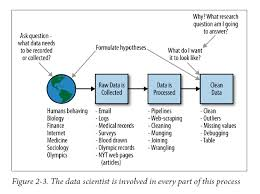 Why? What research
question am I going
to answer?
Ask question -
what data needs
to be recorded
or collected?
Formulate hypotheses
What do I want
it to look like?
Raw Data is
Collected
Data is
Processed
Clean
Data
Humans behaving
Biology
Finance
Internet
Medicine
Sociology
Olympics
• Email
• Logs
• Medical records
• Surveys
• Blood drawn
• Olympic records
• NYT web pages
(articles)
• Pipelines
• Web-scraping
• Cleaning
• Munging
• Joining
• Wrangling
• Clean
• Outliers
• Missing values
• Debugging
• Table
Figure 2-3. The data scientist is involved in every part of this process